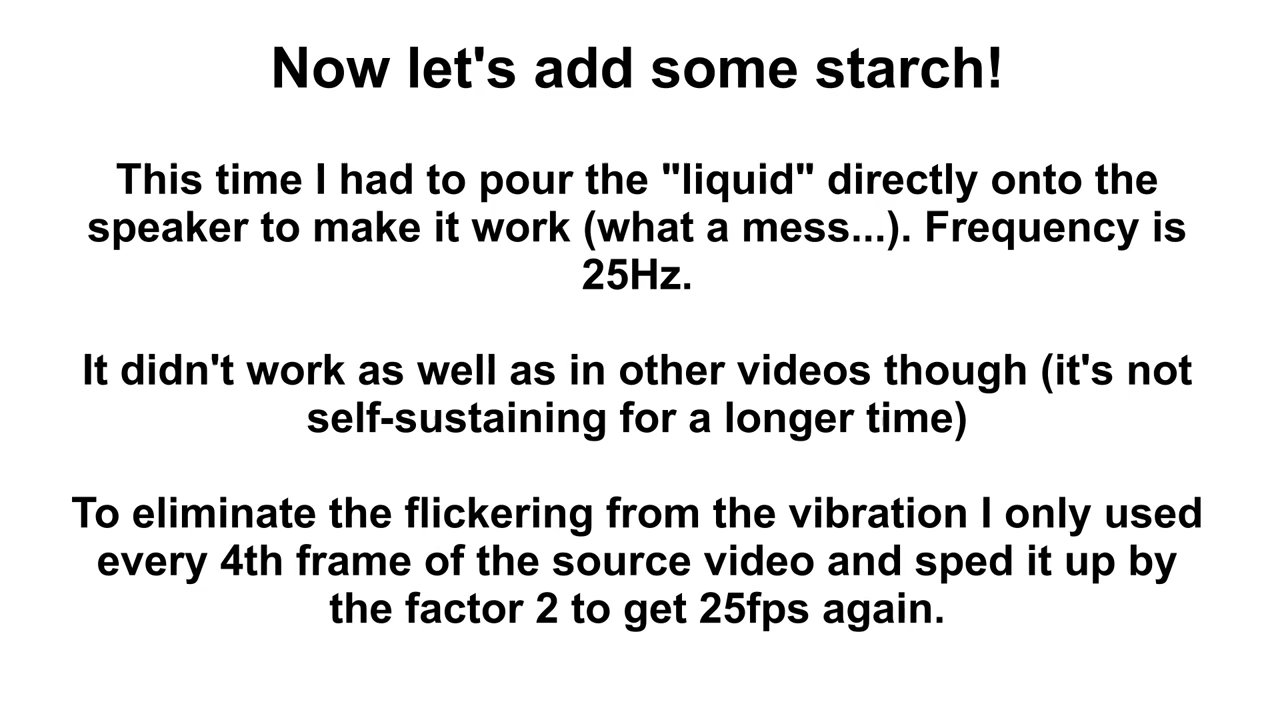 Now let's add some starch!
This time I had to pour the "liquid" directly onto the
speaker to make it work (what a mess...). Frequency is
25Hz.
It didn't work as well as in other videos though (it's not
self-sustaining for a longer time)
To eliminate the flickering from the vibration I only used
every 4th frame of the source video and sped it up by
the factor 2 to get 25fps again.